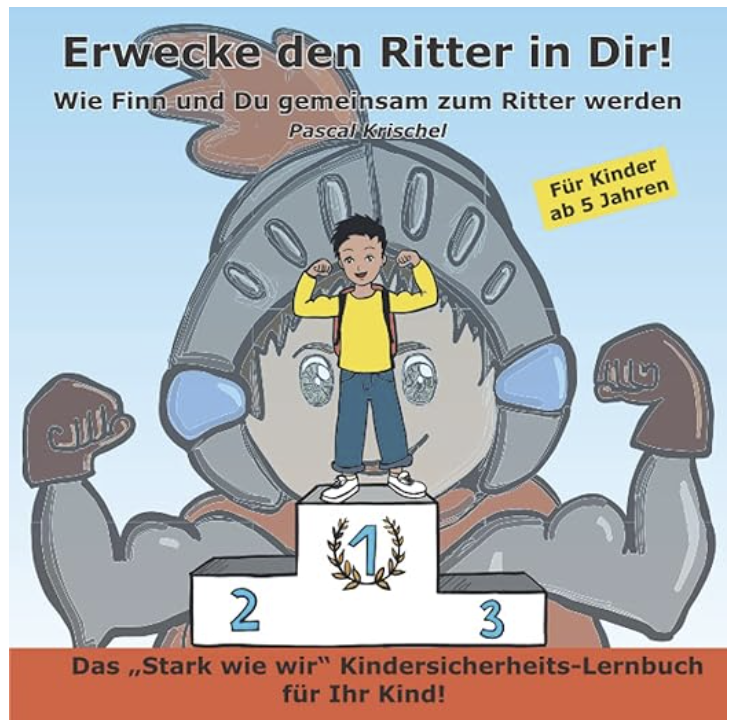 Erwecke den Ritter in Dir!
Wie Finn und Du gemeinsam zum Ritter werden
Pascal Krischel
Für Kinder
ab 5 Jahren
1
2
3
Das „Stark wie wir“ Kindersicherheits-Lernbuch
für Ihr Kind!